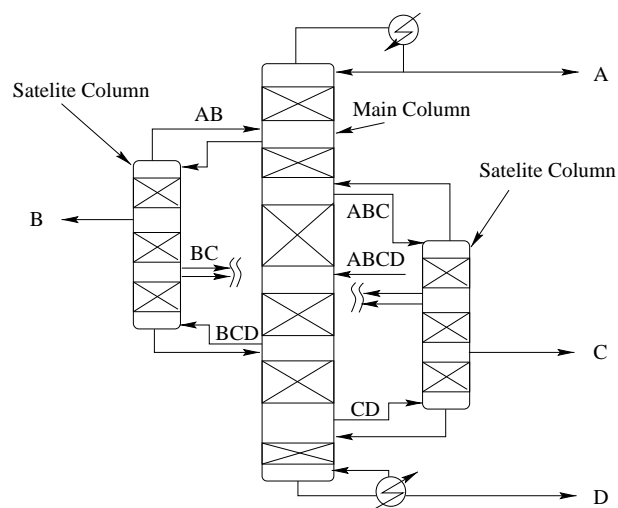 A
Satelite Column
AB
Main Column
Satelite Column
ABC
B
BC
ABCD
BCD
C
CD
D